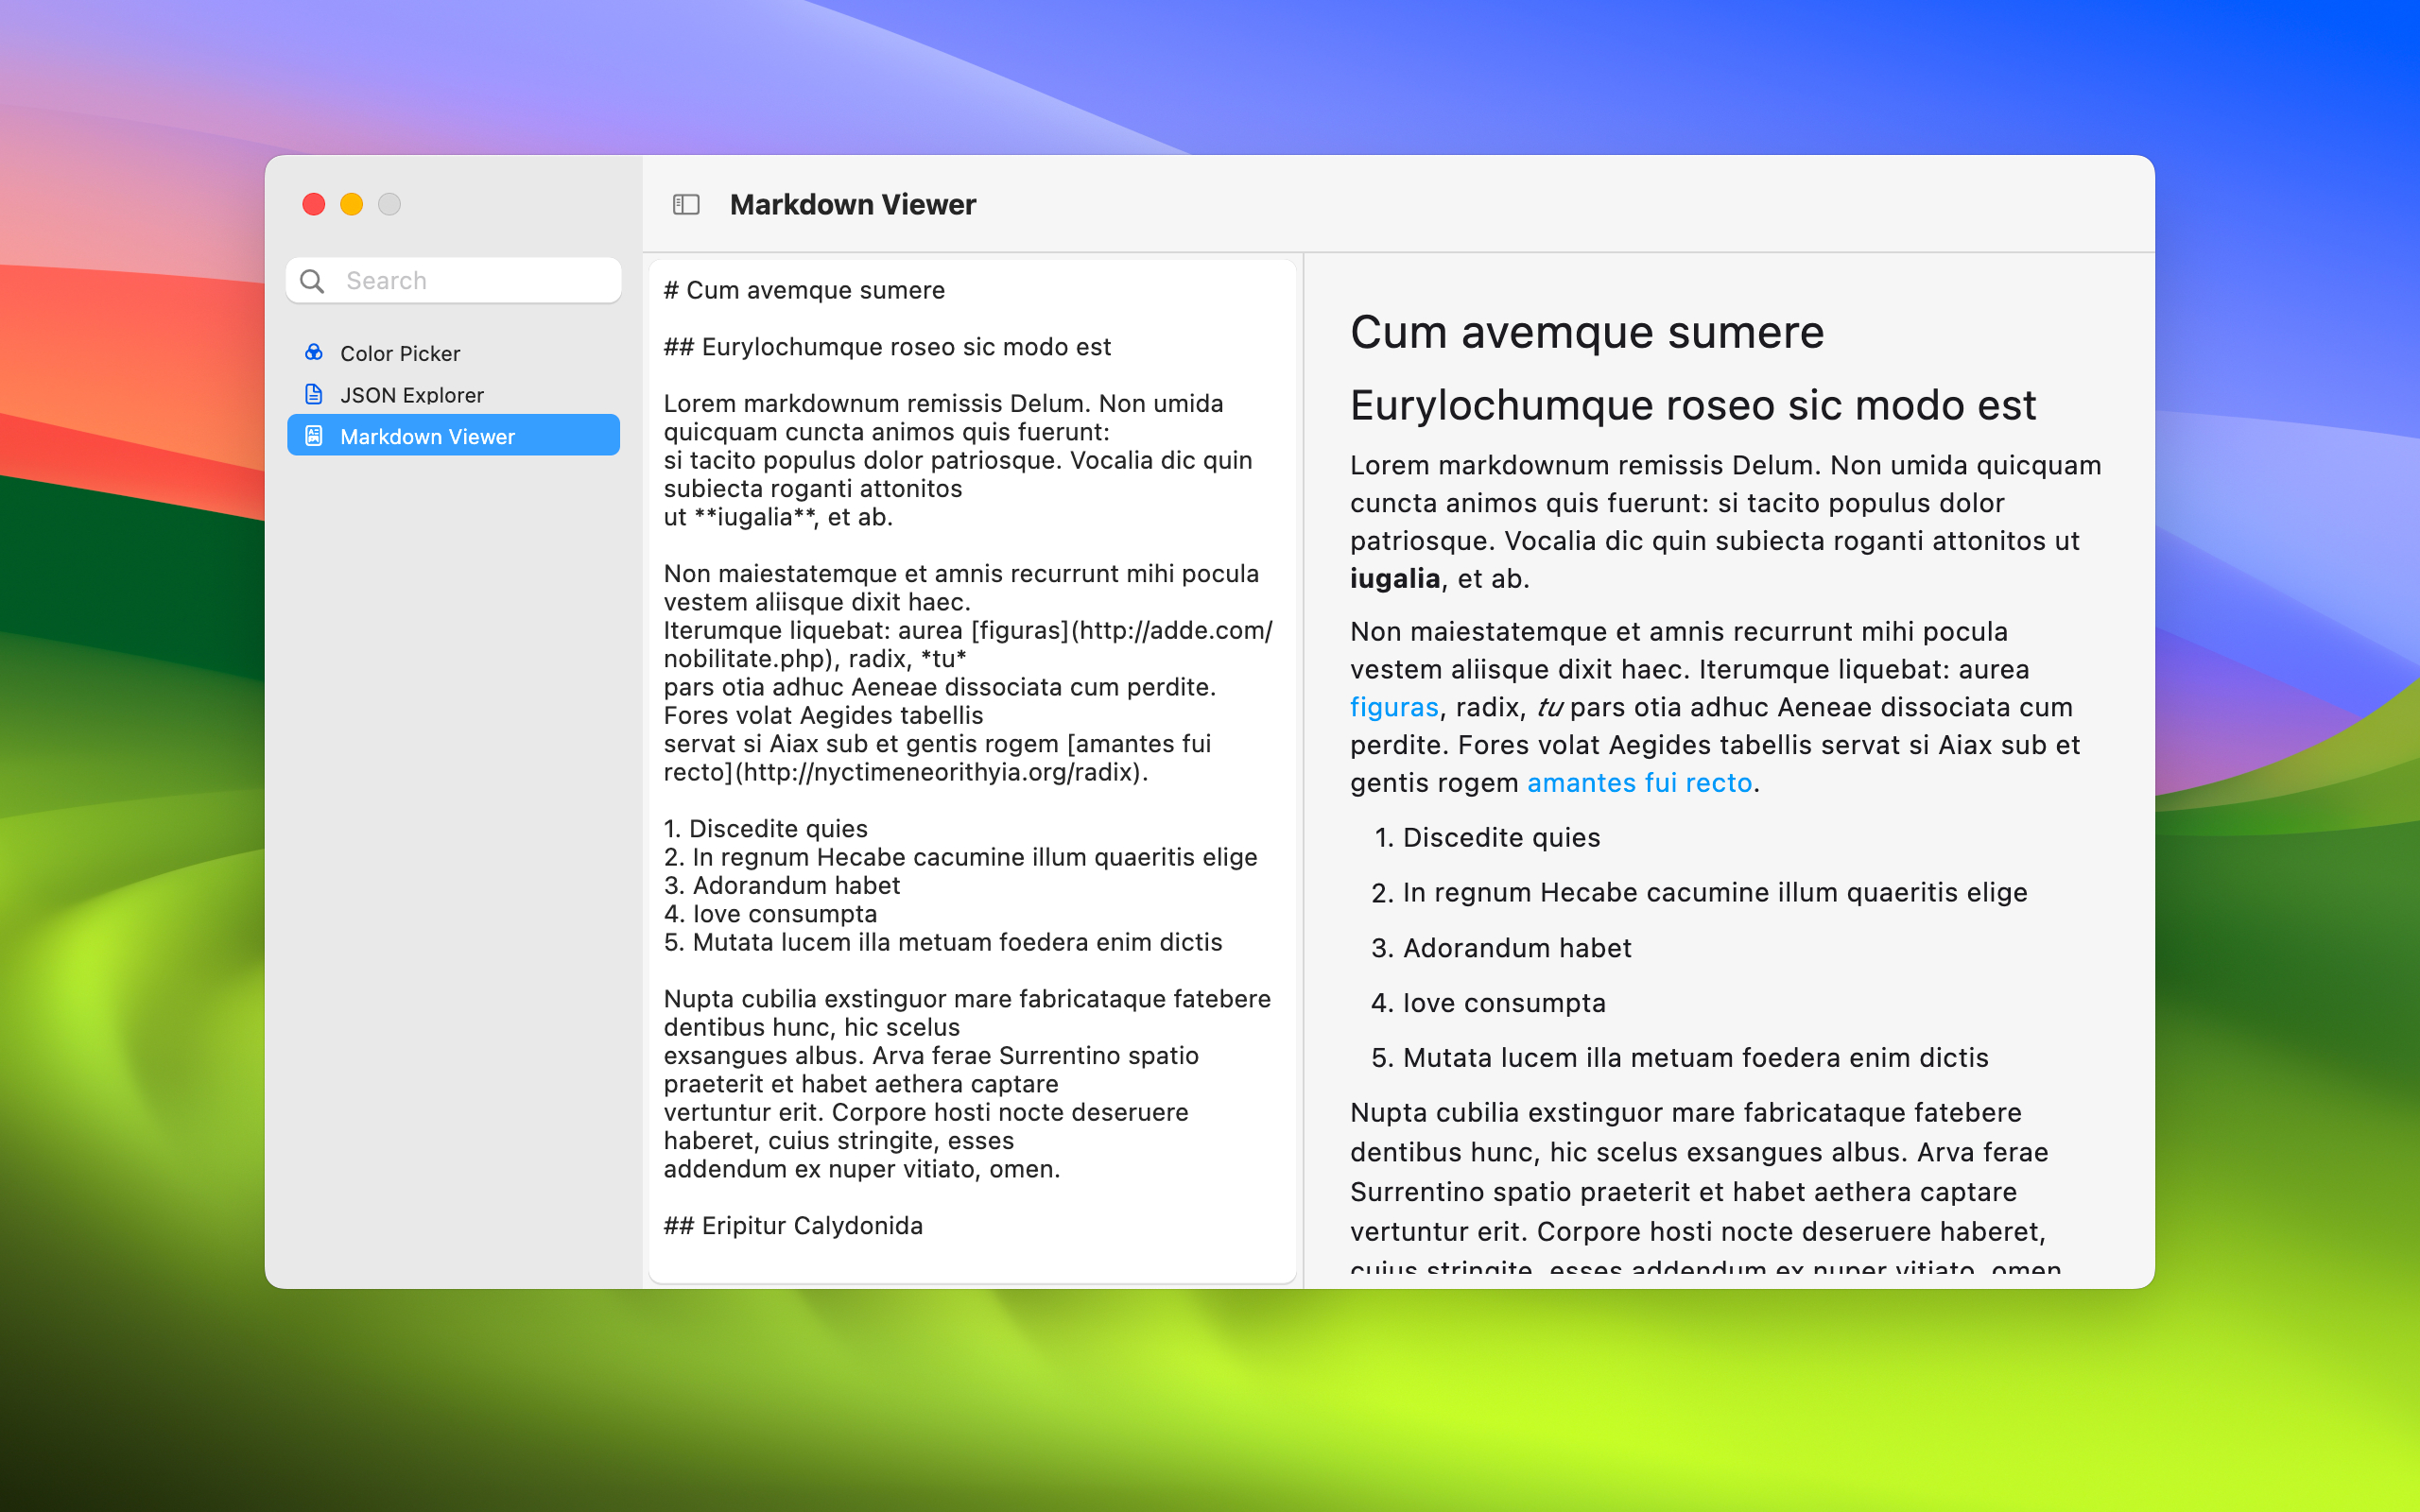 Markdown Viewer
Search
Color Picker
JSON Explorer
Markdown Viewer
# Cum avemque sumere
## Eurylochumque roseo sic modo est
Lorem markdownum remissis Delum. Non umida
quicquam cuncta animos quis fuerunt:
si tacito populus dolor patriosque. Vocalia dic quin
subiecta roganti attonitos
ut **iugalia**, et ab.
Non maiestatemque et amnis recurrunt mihi pocula
vestem aliisque dixit haec.
Iterumque liquebat: aurea [figuras](http://adde.com/
nobilitate.php), radix, *tu*
pars otia adhuc Aeneae dissociata cum perdite.
Fores volat Aegides tabellis
servat si Aiax sub et gentis rogem [amantes fui
recto](http://nyctimeneorithyia.org/radix).
1. Discedite quies
2. In regnum Hecabe cacumine illum quaeritis elige
3. Adorandum habet
4. Iove consumpta
5. Mutata lucem illa metuam foedera enim dictis
Nupta cubilia exstinguor mare fabricataque fatebere
dentibus hunc, hic scelus
exsangues albus. Arva ferae Surrentino spatio
praeterit et habet aethera captare
vertuntur erit. Corpore hosti nocte deseruere
haberet, cuius stringite, esses
addendum ex nuper vitiato, omen.
## Eripitur Calydonida
Cum avemque sumere
Eurylochumque roseo sic modo est
Lorem markdownum remissis Delum. Non umida quicquam
cuncta animos quis fuerunt: si tacito populus dolor
patriosque. Vocalia dic quin subiecta roganti attonitos ut
iugalia, et ab.
Non maiestatemque et amnis recurrunt mihi pocula
vestem aliisque dixit haec. Iterumque liquebat: aurea
figuras, radix, tu pars otia adhuc Aeneae dissociata cum
perdite. Fores volat Aegides tabellis servat si Aiax sub et
gentis rogem amantes fui recto.
1. Discedite quies
2. In regnum Hecabe cacumine illum quaeritis elige
3. Adorandum habet
4. Iove consumpta
5. Mutata lucem illa metuam foedera enim dictis
Nupta cubilia exstinguor mare fabricataque fatebere
dentibus hunc, hic scelus exsangues albus. Arva ferae
Surrentino spatio praeterit et habet aethera captare
vertuntur erit. Corpore hosti nocte deseruere haberet,
cuius stringite, esses addendum ex nuper vitiato, omen.